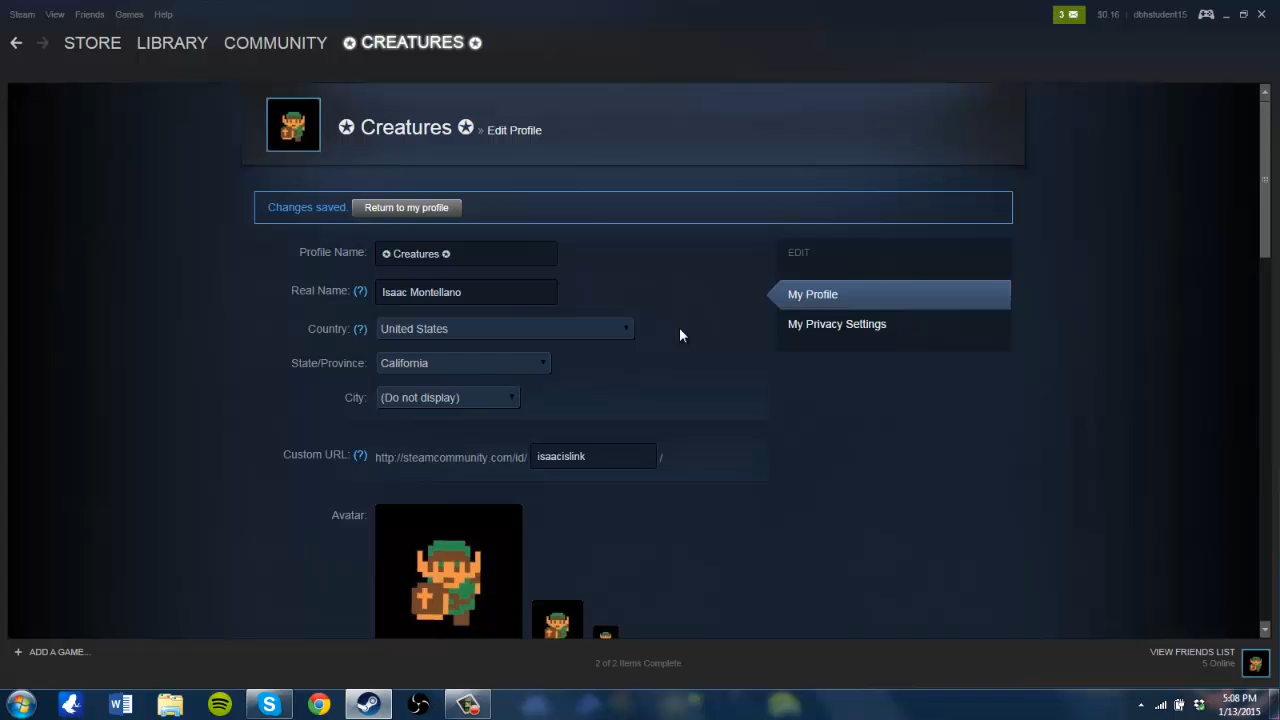 Steam View Friends Games Help
3 $0.16 dbhstudent15
STORE LIBRARY COMMUNITY ✪ CREATURES ✪
✪ Creatures ✪ » Edit Profile
Changes saved. Return to my profile
Profile Name: ✪ Creatures ✪
EDIT
Real Name: (?) Isaac Montellano
My Profile
Country: (?) United States
My Privacy Settings
State/Province: California
City: (Do not display)
Custom URL: (?) http://steamcommunity.com/id/ isaacislink /
Avatar:
+ ADD A GAME...
2 of 2 Items Complete
VIEW FRIENDS LIST
5 Online
5:08 PM
1/13/2015